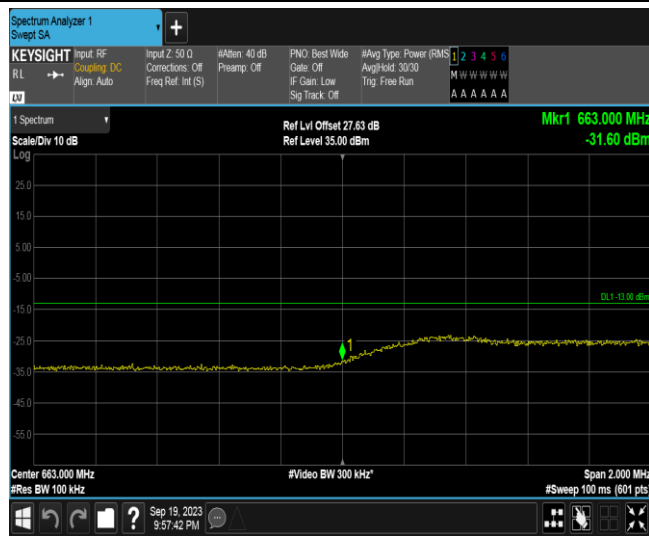 Spectrum Analyzer 1
Swept SA
+
KEYSIGHT
RL
Input: RF
Coupling: DC
Align: Auto
Input Z: 50 Ω
Corrections: Off
Freq Ref: Int (S)
#Atten: 40 dB
Preamp: Off
PNO: Best Wide
Gate: Off
IF Gain: Low
Sig Track: Off
#Avg Type: Power (RMS
Avg|Hold: 30/30
Trig: Free Run
1 2 3 4 5 6
M W W W W W
A A A A A A
1 Spectrum
Scale/Div 10 dB
Log
Ref Lvl Offset 27.63 dB
Ref Level 35.00 dBm
Mkr1 663.000 MHz
-31.60 dBm
25.0
15.0
5.00
-5.00
DL1 -13.00 dBm
-15.0
1
-25.0
-35.0
-45.0
-55.0
Center 663.000 MHz
#Res BW 100 kHz
#Video BW 300 kHz*
Span 2.000 MHz
#Sweep 100 ms (601 pts)
?
Sep 19, 2023
9:57:42 PM